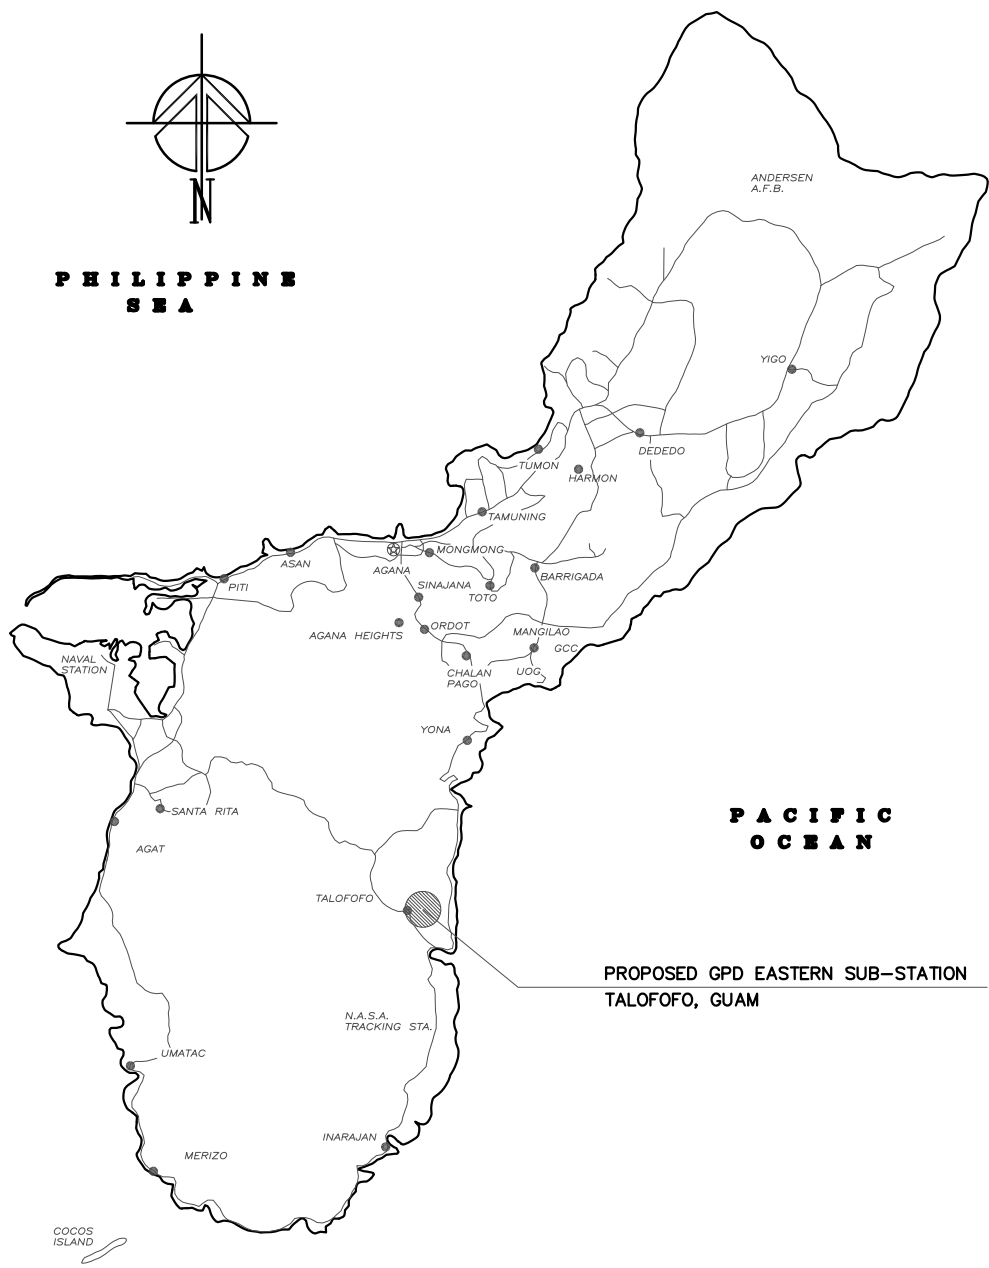 N
PHILIPPINE
SEA
ANDERSEN
A.F.B.
YIGO
DEDEDO
TUMON
HARMON
TAMUNING
MONGMONG
ASAN
AGANA
PITI
SINAJANA
TOTO
BARRIGADA
AGANA HEIGHTS
ORDOT
MANGILAO
GCC
NAVAL
STATION
CHALAN
PAGO
UOG
YONA
SANTA RITA
PACIFIC
OCEAN
AGAT
TALOFOFO
PROPOSED GPD EASTERN SUB-STATION
TALOFOFO, GUAM
N.A.S.A.
TRACKING STA.
UMATAC
INARAJAN
MERIZO
COCOS
ISLAND